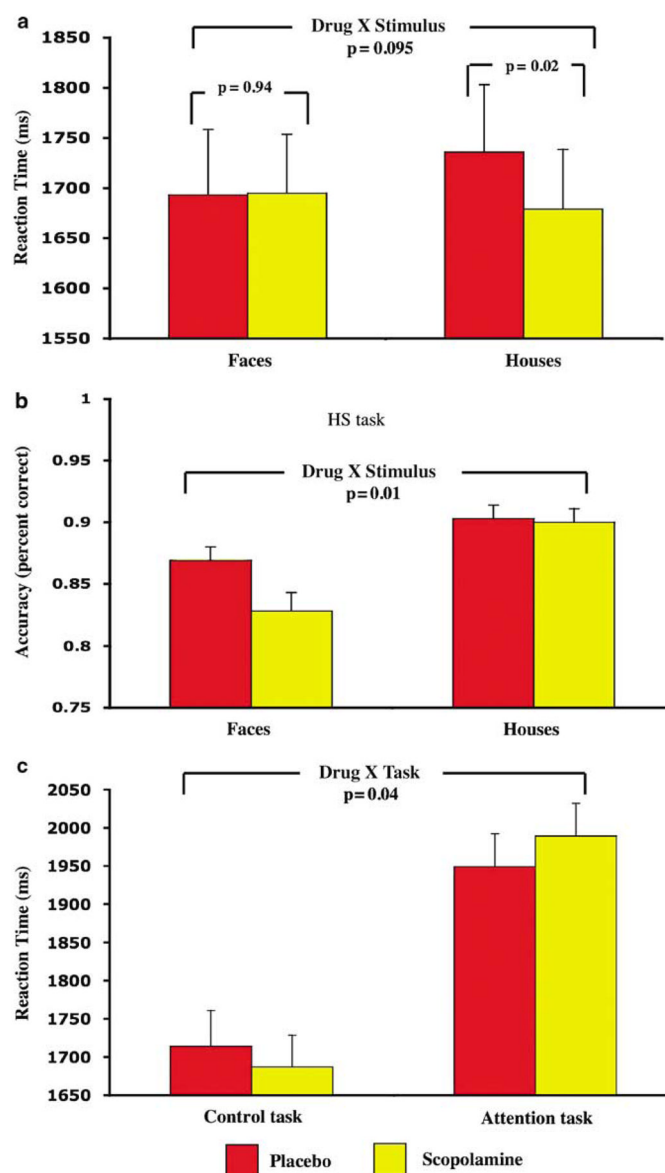 a
Drug X Stimulus
p = 0.095
p = 0.94
p = 0.02
Reaction Time (ms)
1850
1800
1750
1700
1650
1600
1550
Faces Houses
b
HS task
Drug X Stimulus
p=0.01
Accuracy (percent correct)
1
0.95
0.9
0.85
0.8
0.75
Faces Houses
c
Drug X Task
p=0.04
Reaction Time (ms)
2050
2000
1950
1900
1850
1800
1750
1700
1650
Control task Attention task
Placebo Scopolamine